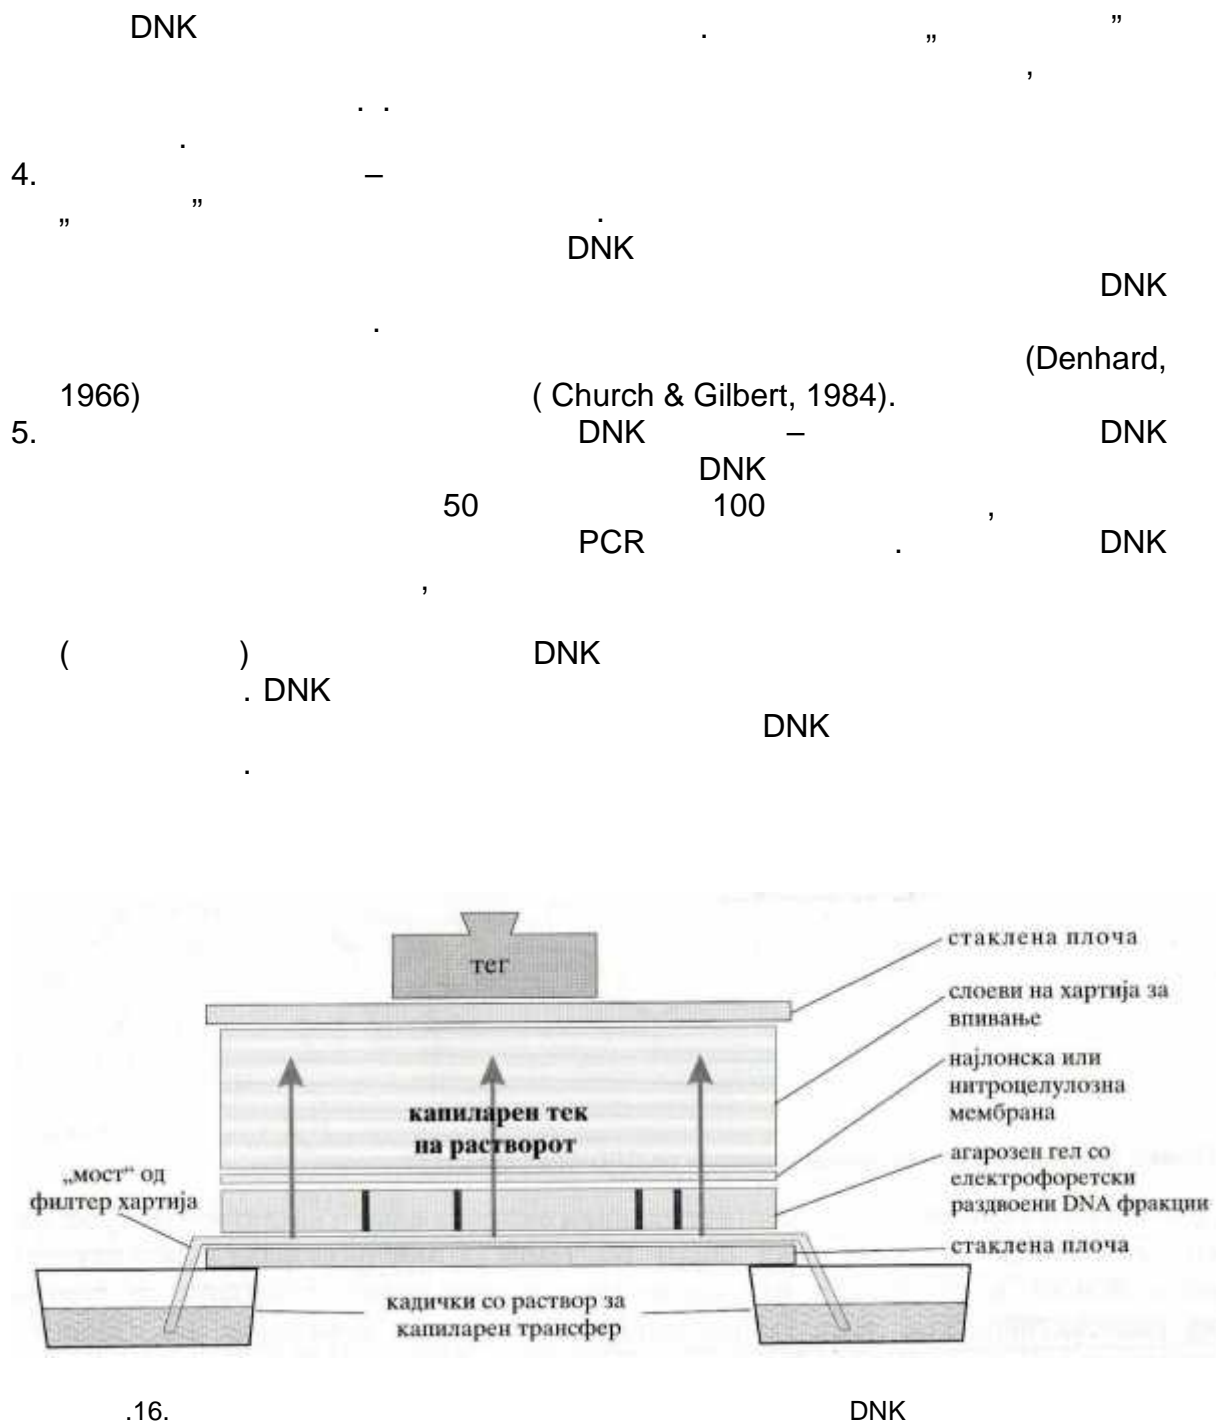 DNK . „ ”
,
. .
.
4. –
„ ” .
DNK
DNK
.
(Denhard,
1966) ( Church & Gilbert, 1984).
5. DNK – DNK
DNK
50 100 ,
PCR . DNK
,
( ) DNK
. DNK
DNK
.
тег
стаклена плоча
слоеви на хартија за
впивање
најлонска или
нитроцелулозна
мембрана
капиларен тек
на растворот
агарозен гел со
електрофоретски
раздвоени DNA фракции
„мост“ од
филтер хартија
стаклена плоча
кадички со раствор за
капиларен трансфер
.16. DNK